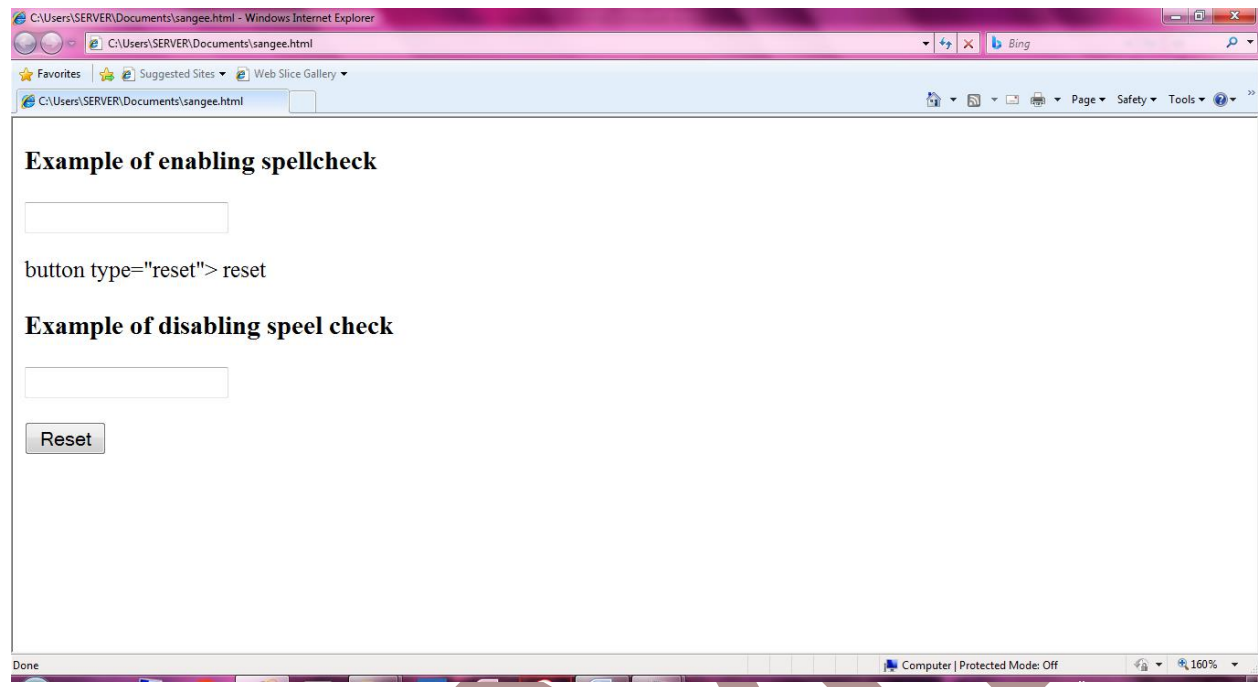 C:\Users\SERVER\Documents\sangee.html - Windows Internet Explorer
C:\Users\SERVER\Documents\sangee.html Bing
Favorites Suggested Sites Web Slice Gallery
C:\Users\SERVER\Documents\sangee.html Page Safety Tools »
Example of enabling spellcheck
button type="reset"> reset
Example of disabling speel check
Reset
Done Computer | Protected Mode: Off 160%